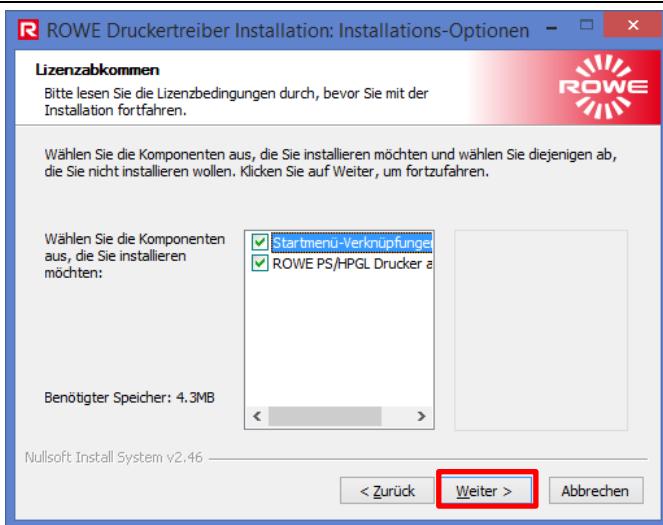 ROWE Druckertreiber Installation: Installations-Optionen
Lizenzabkommen
Bitte lesen Sie die Lizenzbedingungen durch, bevor Sie mit der
Installation fortfahren.
ROWE
Wählen Sie die Komponenten aus, die Sie installieren möchten und wählen Sie diejenigen ab,
die Sie nicht installieren wollen. Klicken Sie auf Weiter, um fortzufahren.
Wählen Sie die Komponenten
aus, die Sie installieren
möchten:
Startmenü-Verknüpfungen
ROWE PS/HPGL Drucker a
Benötigter Speicher: 4.3MB
Nullsoft Install System v2.46
< Zurück
Weiter >
Abbrechen